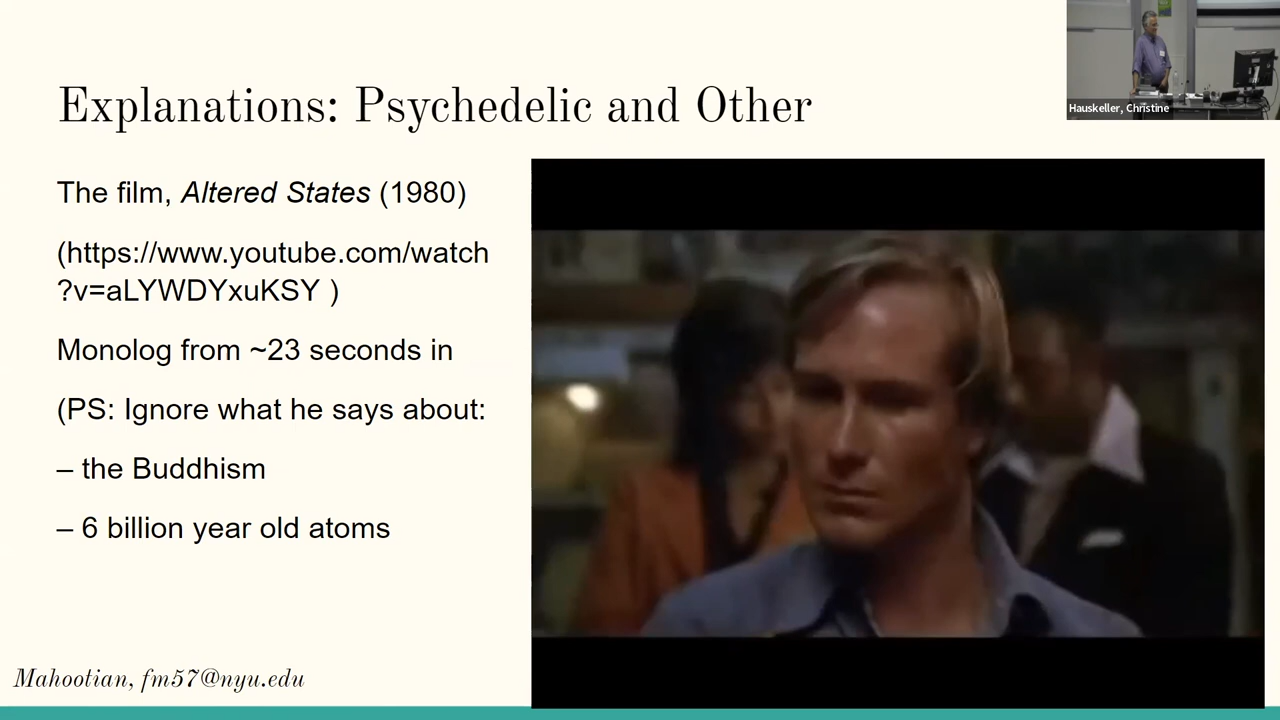 Hauskeller, Christine
Explanations: Psychedelic and Other
The film, Altered States (1980)
(https://www.youtube.com/watch
?v=aLYWDYxuKSY )
Monolog from ~23 seconds in
(PS: Ignore what he says about:
– the Buddhism
– 6 billion year old atoms
Mahootian, fm57@nyu.edu